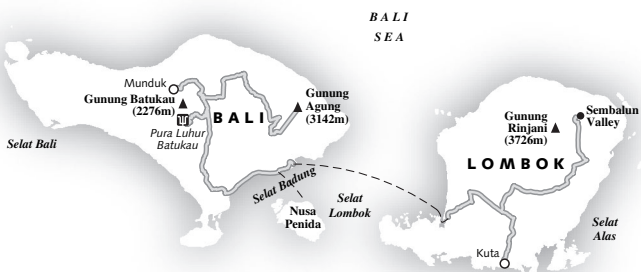 BALI
SEA
Munduk
Gunung Batukau
(2276m)
Pura Luhur
Batukau
BALI
Gunung
Agung
(3142m)
Selat Bali
Selat Badung
Nusa
Penida
Selat
Lombok
Gunung
Rinjani
(3726m)
Sembalun
Valley
LOMBOK
Selat
Alas
Kuta